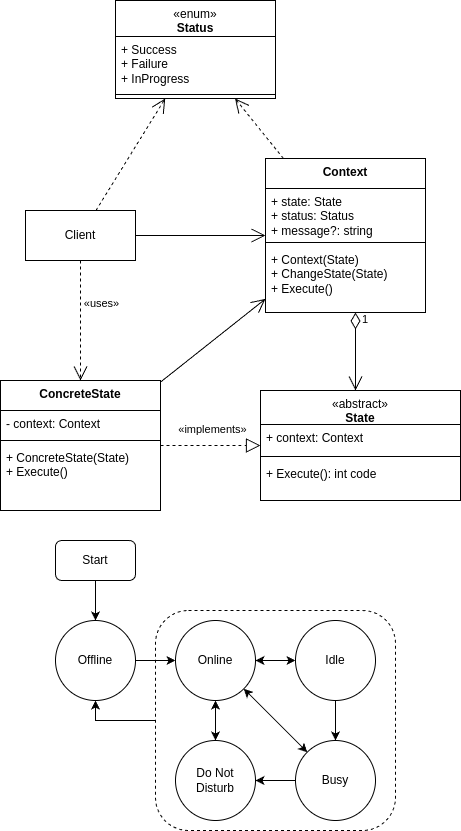 «enum»
Status
+ Success
+ Failure
+ InProgress
Context
+ state: State
+ status: Status
+ message?: string
+ Context(State)
+ ChangeState(State)
+ Execute()
Client
«uses»
1
ConcreteState
- context: Context
+ ConcreteState(State)
+ Execute()
«implements»
«abstract»
State
+ context: Context
+ Execute(): int code
Start
Offline
Online
Idle
Do Not
Disturb
Busy